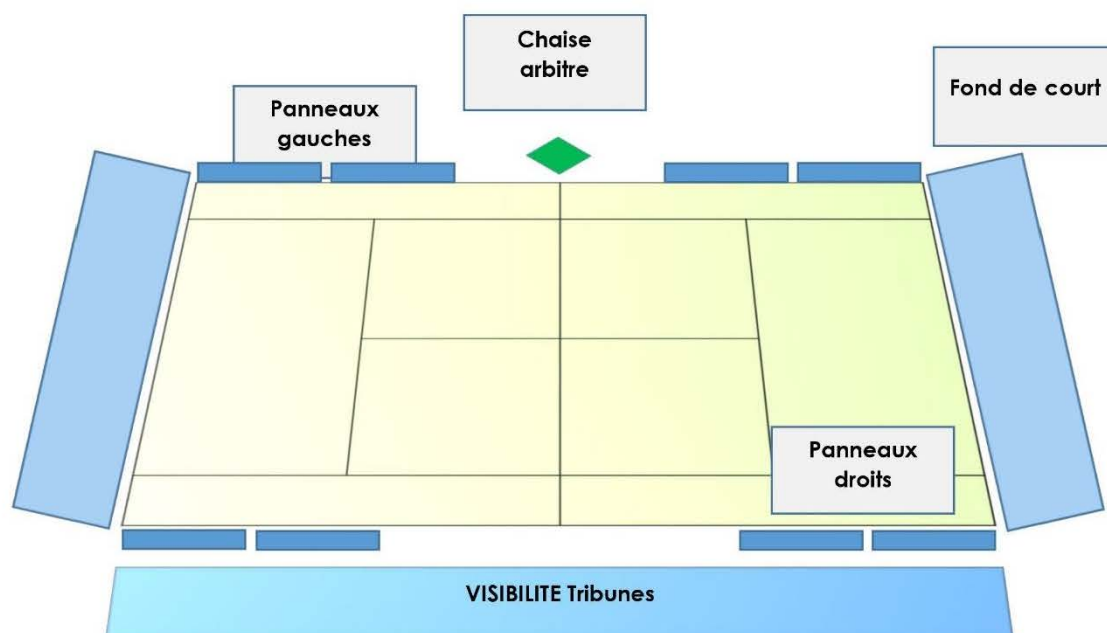 Chaise
arbitre
Fond de court
Panneaux
gauches
Panneaux
droits
VISIBILITE Tribunes